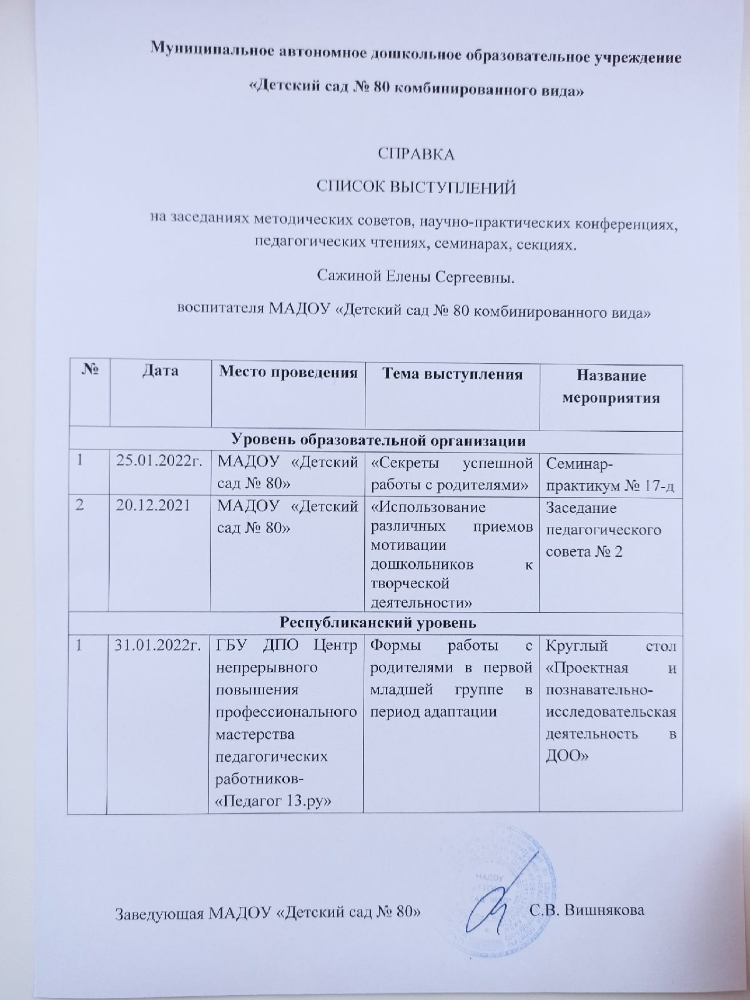 Муниципальное автономное дошкольное образовательное учреждение
«Детский сад № 80 комбинированного вида»
СПРАВКА
СПИСОК ВЫСТУПЛЕНИЙ
на заседаниях методических советов, научно-практических конференциях,
педагогических чтениях, семинарах, секциях.
Сажиной Елены Сергеевны.
воспитателя МАДОУ «Детский сад № 80 комбинированного вида»
№ Дата Место проведения Тема выступления Название
мероприятия
Уровень образовательной организации
1 25.01.2022г. МАДОУ «Детский «Секреты успешной Семинар-
сад № 80» работы с родителями» практикум № 17-д
2 20.12.2021 МАДОУ «Детский «Использование Заседание
сад № 80» различных приемов педагогического
мотивации совета № 2
дошкольников к
творческой
деятельности»
Республиканский уровень
1 31.01.2022г. ГБУ ДПО Центр Формы работы с Круглый стол
непрерывного родителями в первой «Проектная и
повышения младшей группе в познавательно-
профессионального период адаптации исследовательская
мастерства деятельность в
педагогических ДОО»
работников-
«Педагог 13.ру»
МАДОУ
Заведующая МАДОУ «Детский сад № 80» С.В. Вишнякова